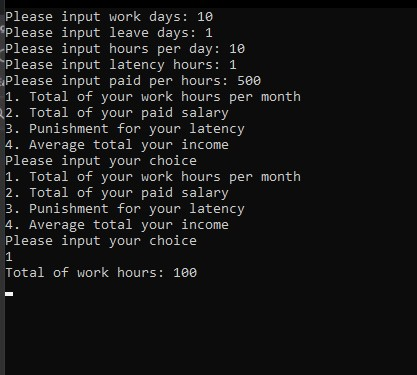 Please input work days: 10
Please input leave days: 1
Please input hours per day: 10
Please input latency hours: 1
Please input paid per hours: 500
1. Total of your work hours per month
2. Total of your paid salary
3. Punishment for your latency
4. Average total your income
Please input your choice
1. Total of your work hours per month
2. Total of your paid salary
3. Punishment for your latency
4. Average total your income
Please input your choice
1
Total of work hours: 100